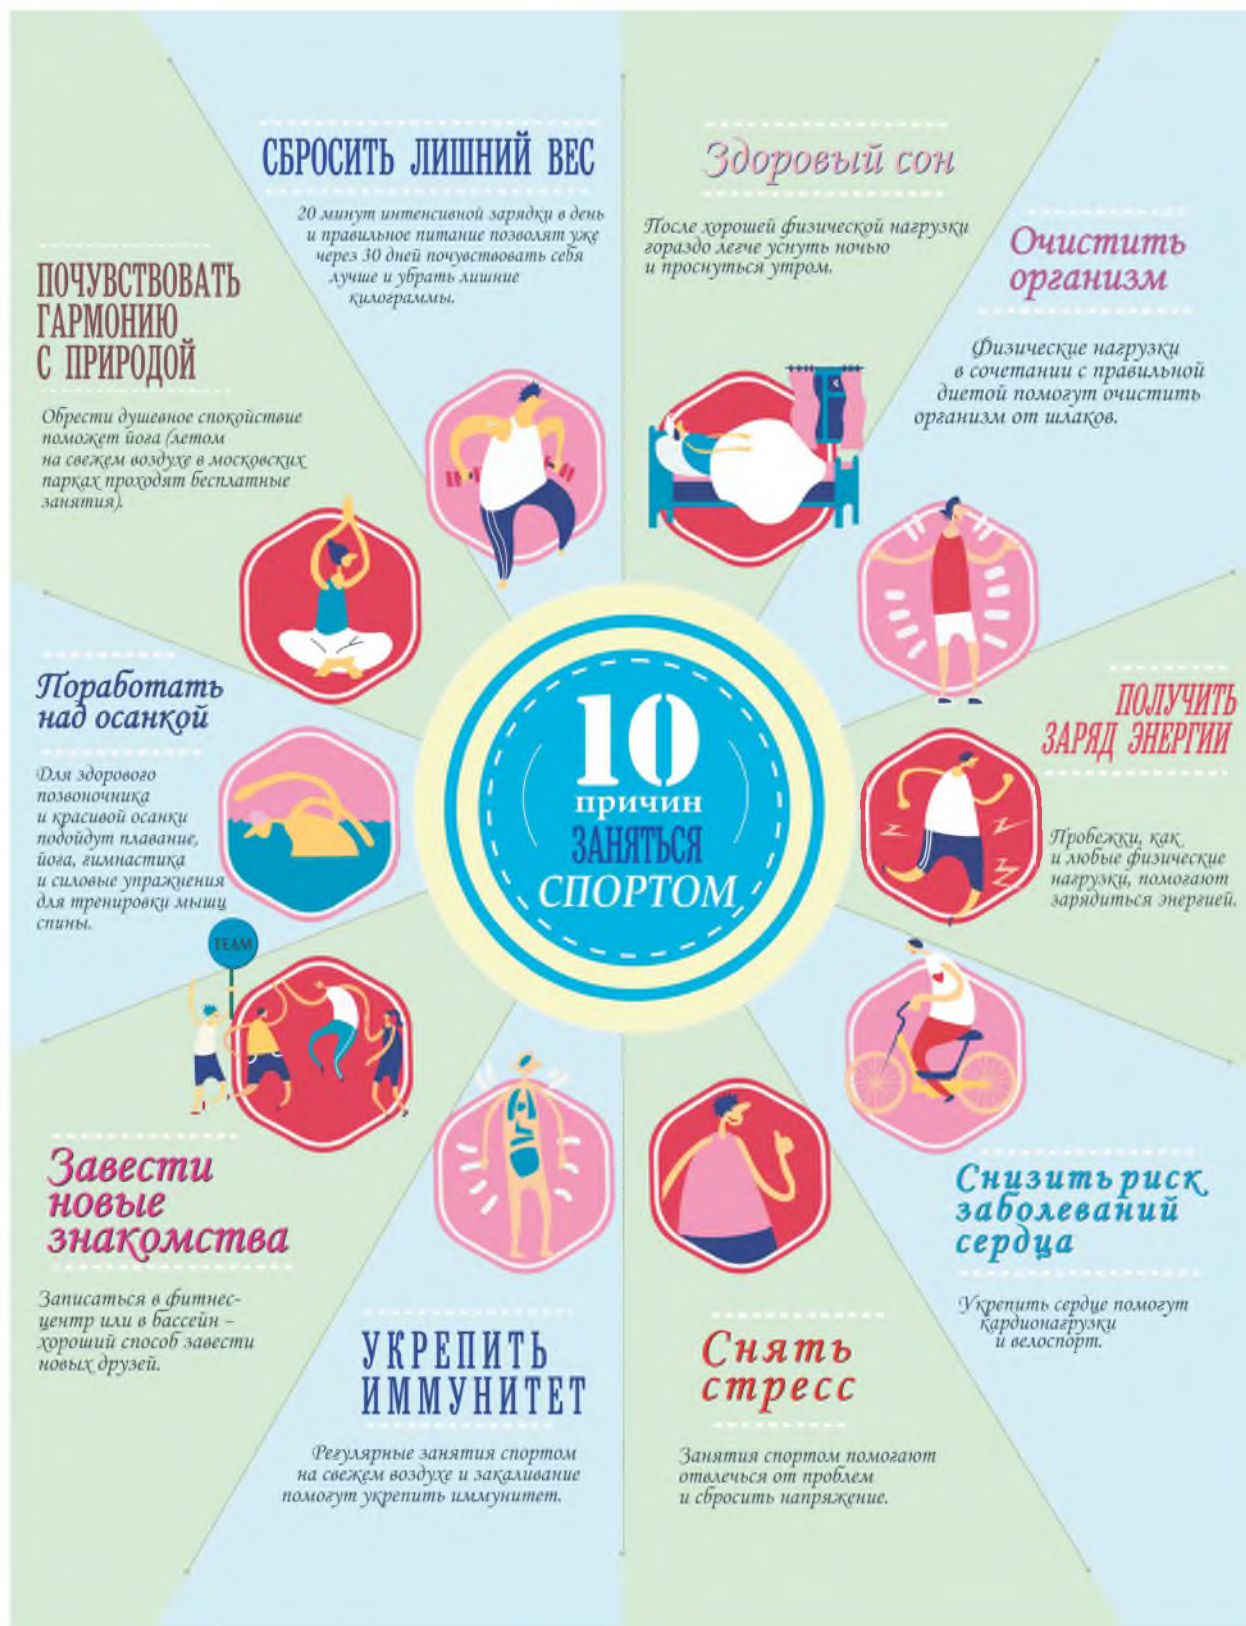 10
причин
ЗАНЯТЬСЯ
СПОРТОМ
СБРОСИТЬ ЛИШНИЙ ВЕС
20 минут интенсивной зарядки в день
и правильное питание позволят уже
через 30 дней почувствовать себя
лучше и убрать лишние
килограммы.
Здоровый сон
После хорошей физической нагрузки
гораздо легче уснуть ночью
и проснуться утром.
Очистить
организм
Физические нагрузки
в сочетании с правильной
диетой помогут очистить
организм от шлаков.
ПОЛУЧИТЬ
ЗАРЯД ЭНЕРГИИ
Пробежки, как
и любые физические
нагрузки, помогают
зарядиться энергией.
Снизить риск
заболеваний
сердца
Укрепить сердце помогут
кардионагрузки
и велоспорт.
Снять
стресс
Занятия спортом помогают
отвлечься от проблем
и сбросить напряжение.
УКРЕПИТЬ
ИММУНИТЕТ
Регулярные занятия спортом
на свежем воздухе и закаливание
помогут укрепить иммунитет.
TEAM
Завести
новые
знакомства
Записаться в фитнес-
центр или в бассейн –
хороший способ завести
новых друзей.
Поработать
над осанкой
Для здорового
позвоночника
и красивой осанки
подойдут плавание,
йога, гимнастика
и силовые упражнения
для тренировки мышц
спины.
ПОЧУВСТВОВАТЬ
ГАРМОНИЮ
С ПРИРОДОЙ
Обрести душевное спокойствие
поможет йога (летом
на свежем воздухе в московских
парках проходят бесплатные
занятия).